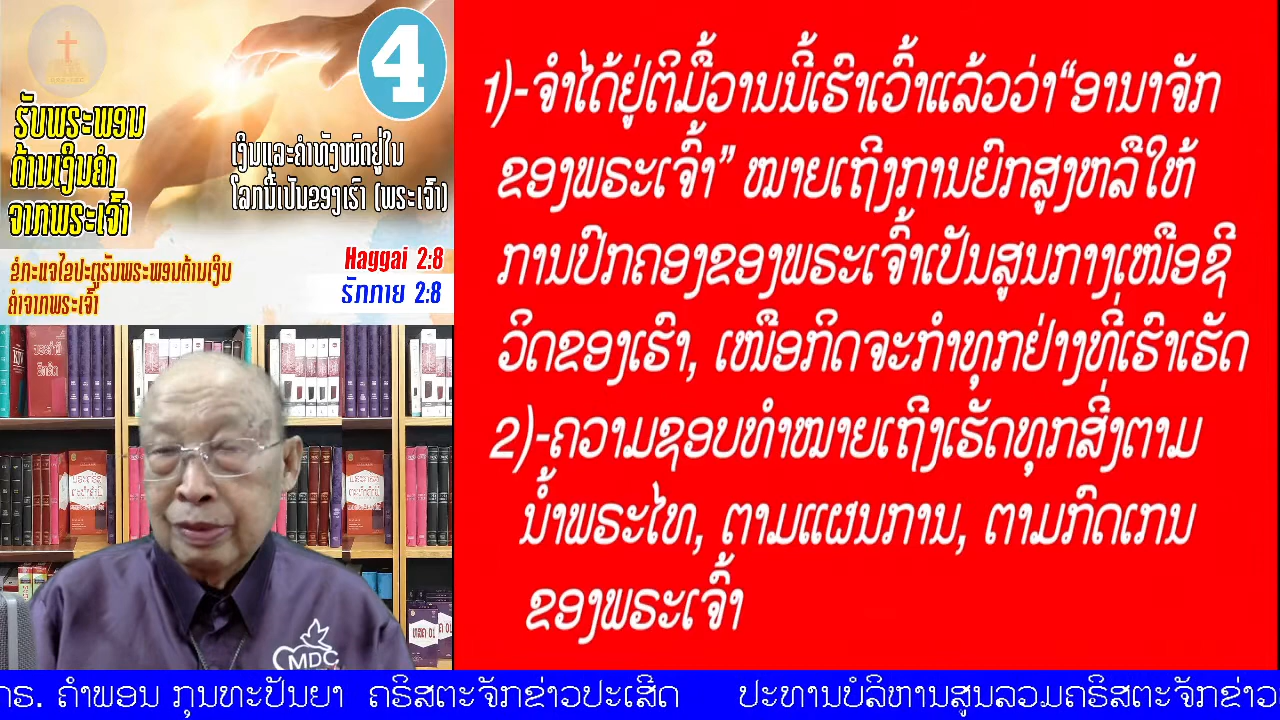 4
ຮັບພຣະພອນ
ດ້ານເງິນຄຳ
ຈາກພຣະເຈົ້າ
ເງິນແລະຄຳທັງໝົດຢູ່ໃນ
ໂລກນີ້ເປັນຂອງເຮົາ (ພຣະເຈົ້າ)
Haggai 2:8
ຮັກກາຍ 2:8
ຂໍກະແຈໄຂປະຕູຮັບພຣະພອນດ້ານເງິນ
ຄຳຈາກພຣະເຈົ້າ
1)-ຈຳໄດ້ຢູ່ຕິມື້ວານນີ້ເຮົາເວົ້າແລ້ວວ່າ“ອານາຈັກ
ຂອງພຣະເຈົ້າ” ໝາຍເຖີງການຍົກສູງຫລືໃຫ້
ການປົກຄອງຂອງພຣະເຈົ້າເປັນສູນກາງເໜືອຊີ
ວິດຂອງເຮົາ, ເໜືອກິດຈະກຳທຸກຢ່າງທີ່ເຮົາເຮັດ
2)-ຄວາມຊອບທຳໝາຍເຖີງເຮັດທຸກສິ່ງຕາມ
ນ້ຳພຣະໄທ, ຕາມແຜນການ, ຕາມກົດເກນ
ຂອງພຣະເຈົ້າ
MDC
ດຣ. ຄຳພອນ ກຸນທະປັນຍາ ຄຣິສຕະຈັກຂ່າວປະເສີດ ປະທານບໍລິຫານສູນລວມຄຣິສຕະຈັກຂ່າວ